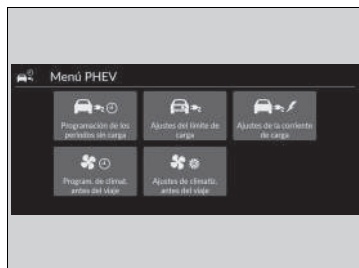 Menú PHEV
Programación de los
periodos sin carga
Ajustes del límite de
carga
Ajustes de la corriente
de carga
Program. de climat.
antes del viaje
Ajustes de climatiz.
antes del viaje